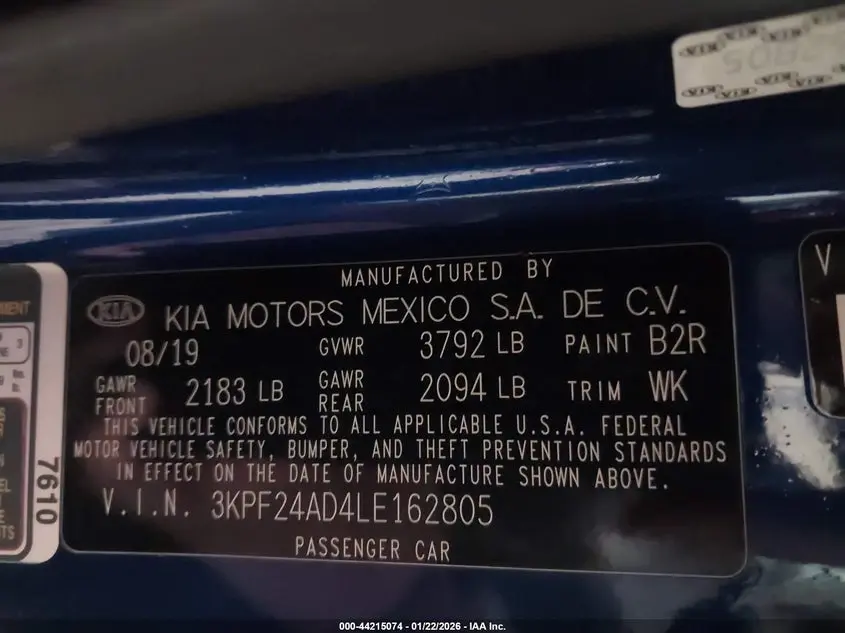 MANUFACTURED BY
KIA KIA MOTORS MEXICO S.A. DE C.V.
08/19 GVWR 3792 LB PAINT B2R
GAWR FRONT 2183 LB GAWR REAR 2094 LB TRIM WK
THIS VEHICLE CONFORMS TO ALL APPLICABLE U.S.A. FEDERAL
MOTOR VEHICLE SAFETY, BUMPER, AND THEFT PREVENTION STANDARDS
IN EFFECT ON THE DATE OF MANUFACTURE SHOWN ABOVE.
V.I.N. 3KPF24AD4LE162805
PASSENGER CAR
7610
000-44215074 - 01/22/2026 - IAA Inc.